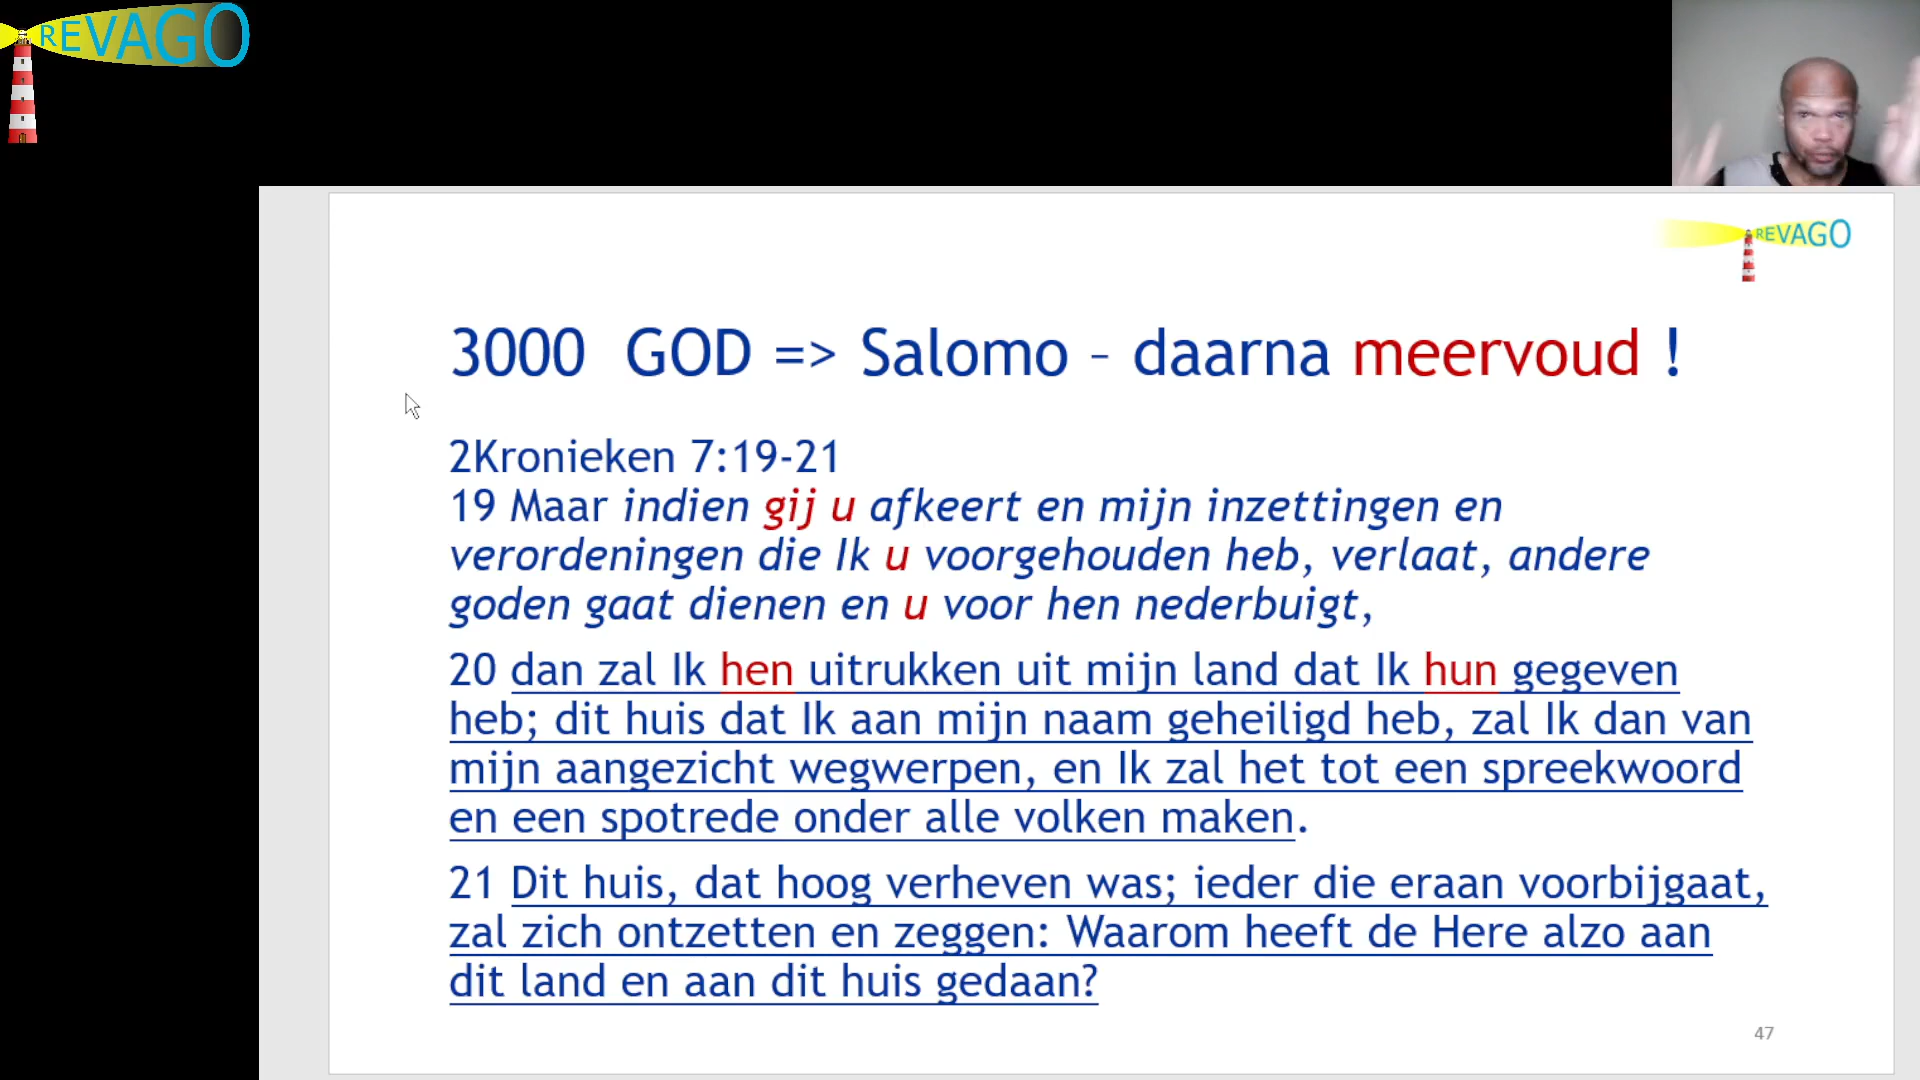 REVAGO
REVAGO
3000 GOD => Salomo – daarna meervoud !
2Kronieken 7:19-21
19 Maar indien gij u afkeert en mijn inzettingen en
verordeningen die Ik u voorgehouden heb, verlaat, andere
goden gaat dienen en u voor hen nederbuigt,
20 dan zal Ik hen uitrukken uit mijn land dat Ik hun gegeven
heb; dit huis dat Ik aan mijn naam geheiligd heb, zal Ik dan van
mijn aangezicht wegwerpen, en Ik zal het tot een spreekwoord
en een spotrede onder alle volken maken.
21 Dit huis, dat hoog verheven was; ieder die eraan voorbijgaat,
zal zich ontzetten en zeggen: Waarom heeft de Here alzo aan
dit land en aan dit huis gedaan?
47